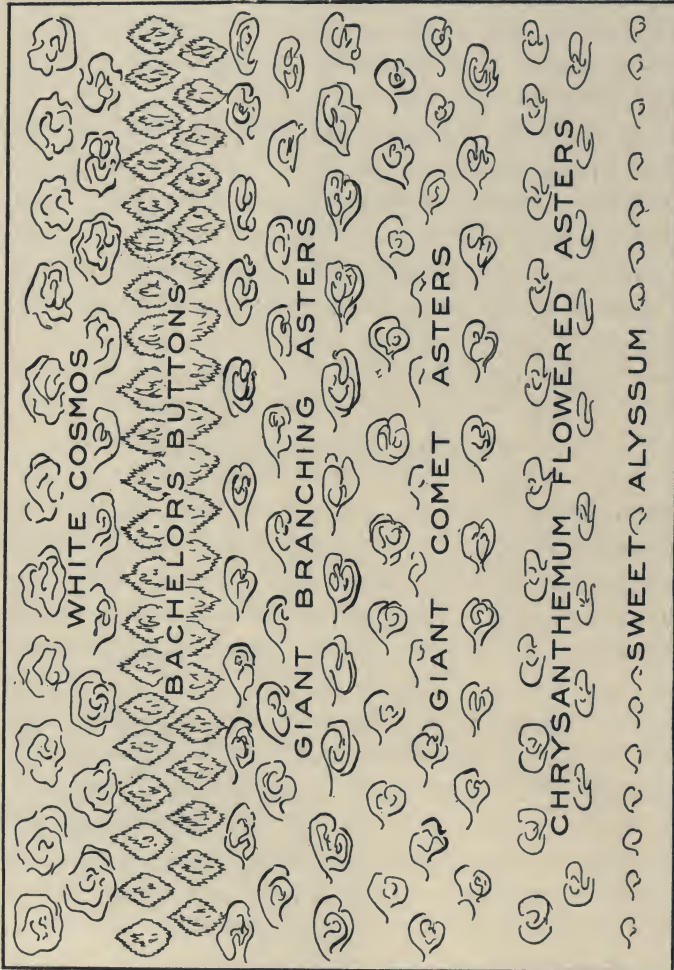 WHITE COSMOS
BACHELORS BUTTONS
GIANT BRANCHING ASTERS
GIANT COMET ASTERS
CHRYSANTHEMUM FLOWERED ASTERS
SWEET ALYSSUM